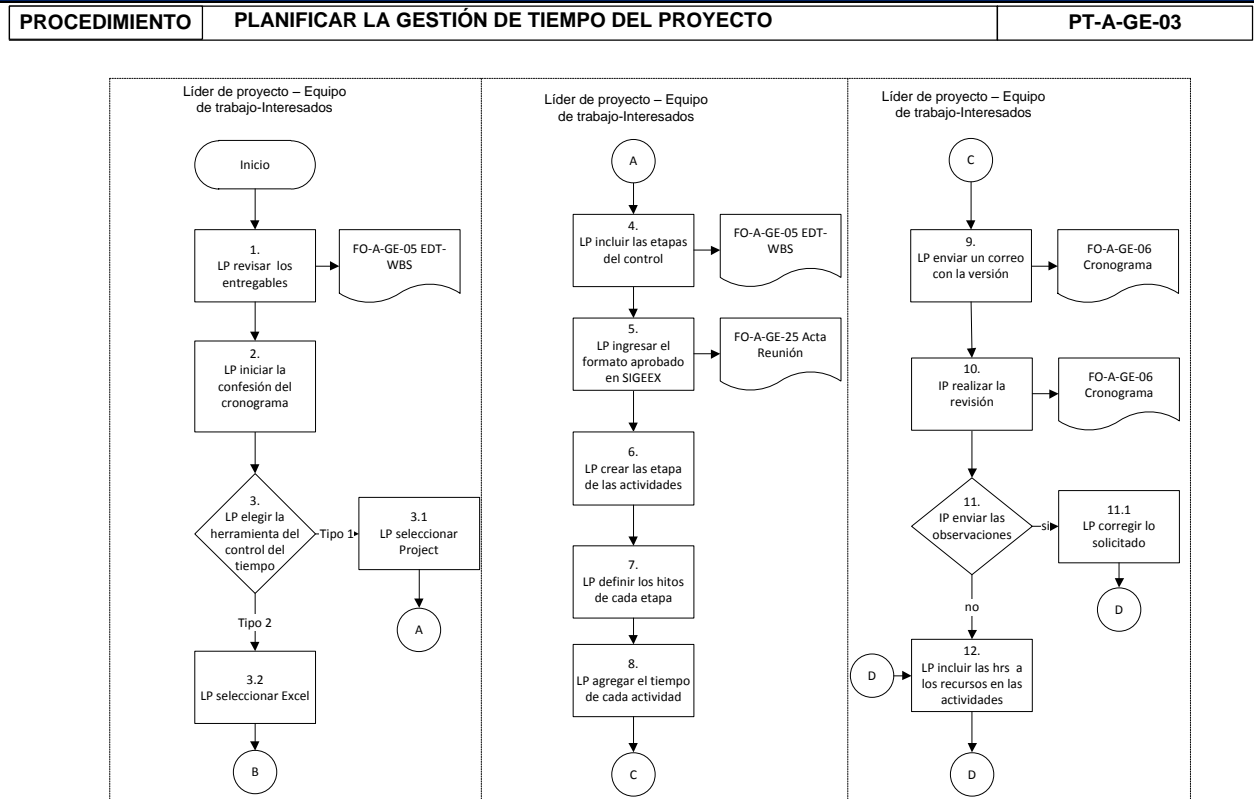 PROCEDIMIENTO
PLANIFICAR LA GESTIÓN DE TIEMPO DEL PROYECTO
PT-A-GE-03
Líder de proyecto – Equipo
de trabajo-Interesados
Inicio
1.
LP revisar los
entregables
FO-A-GE-05 EDT-
WBS
2.
LP iniciar la
confesión del
cronograma
3.
LP elegir la
herramienta del
control del
tiempo
Tipo 1
3.1
LP seleccionar
Project
A
Tipo 2
3.2
LP seleccionar Excel
B
Líder de proyecto – Equipo
de trabajo-Interesados
A
4.
LP incluir las etapas
del control
FO-A-GE-05 EDT-
WBS
5.
LP ingresar el
formato aprobado
en SIGEEX
FO-A-GE-25 Acta
Reunión
6.
LP crear las etapa
de las actividades
7.
LP definir los hitos
de cada etapa
8.
LP agregar el tiempo
de cada actividad
C
Líder de proyecto – Equipo
de trabajo-Interesados
C
9.
LP enviar un correo
con la versión
FO-A-GE-06
Cronograma
10.
IP realizar la
revisión
FO-A-GE-06
Cronograma
11.
IP enviar las
observaciones
si
11.1
LP corregir lo
solicitado
D
no
12.
LP incluir las hrs a
los recursos en las
actividades
D
D